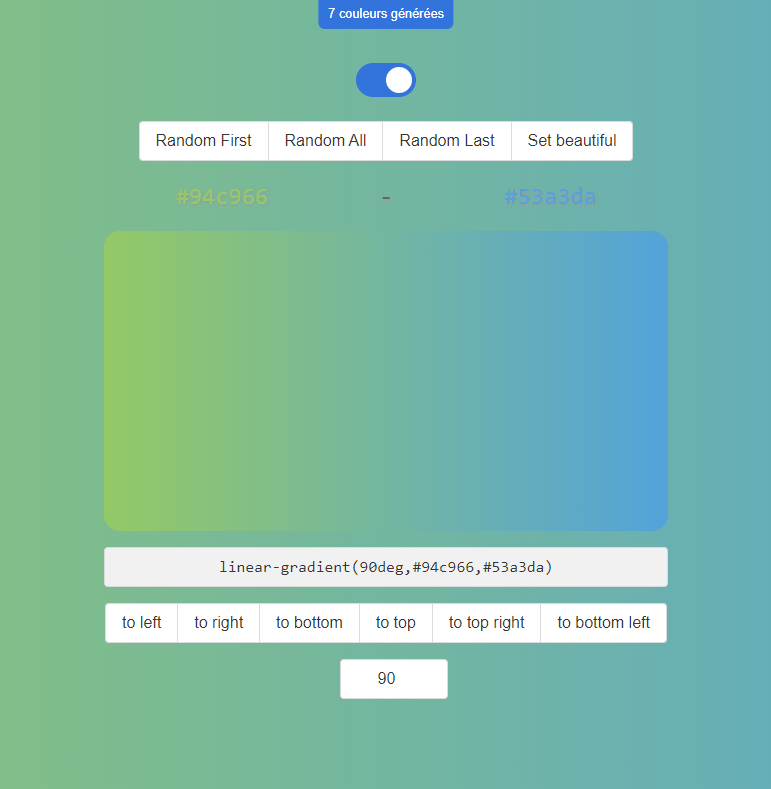 7 couleurs générées
Random First Random All Random Last Set beautiful
#94c966 - #53a3da
linear-gradient(90deg,#94c966,#53a3da)
to left to right to bottom to top to top right to bottom left
90